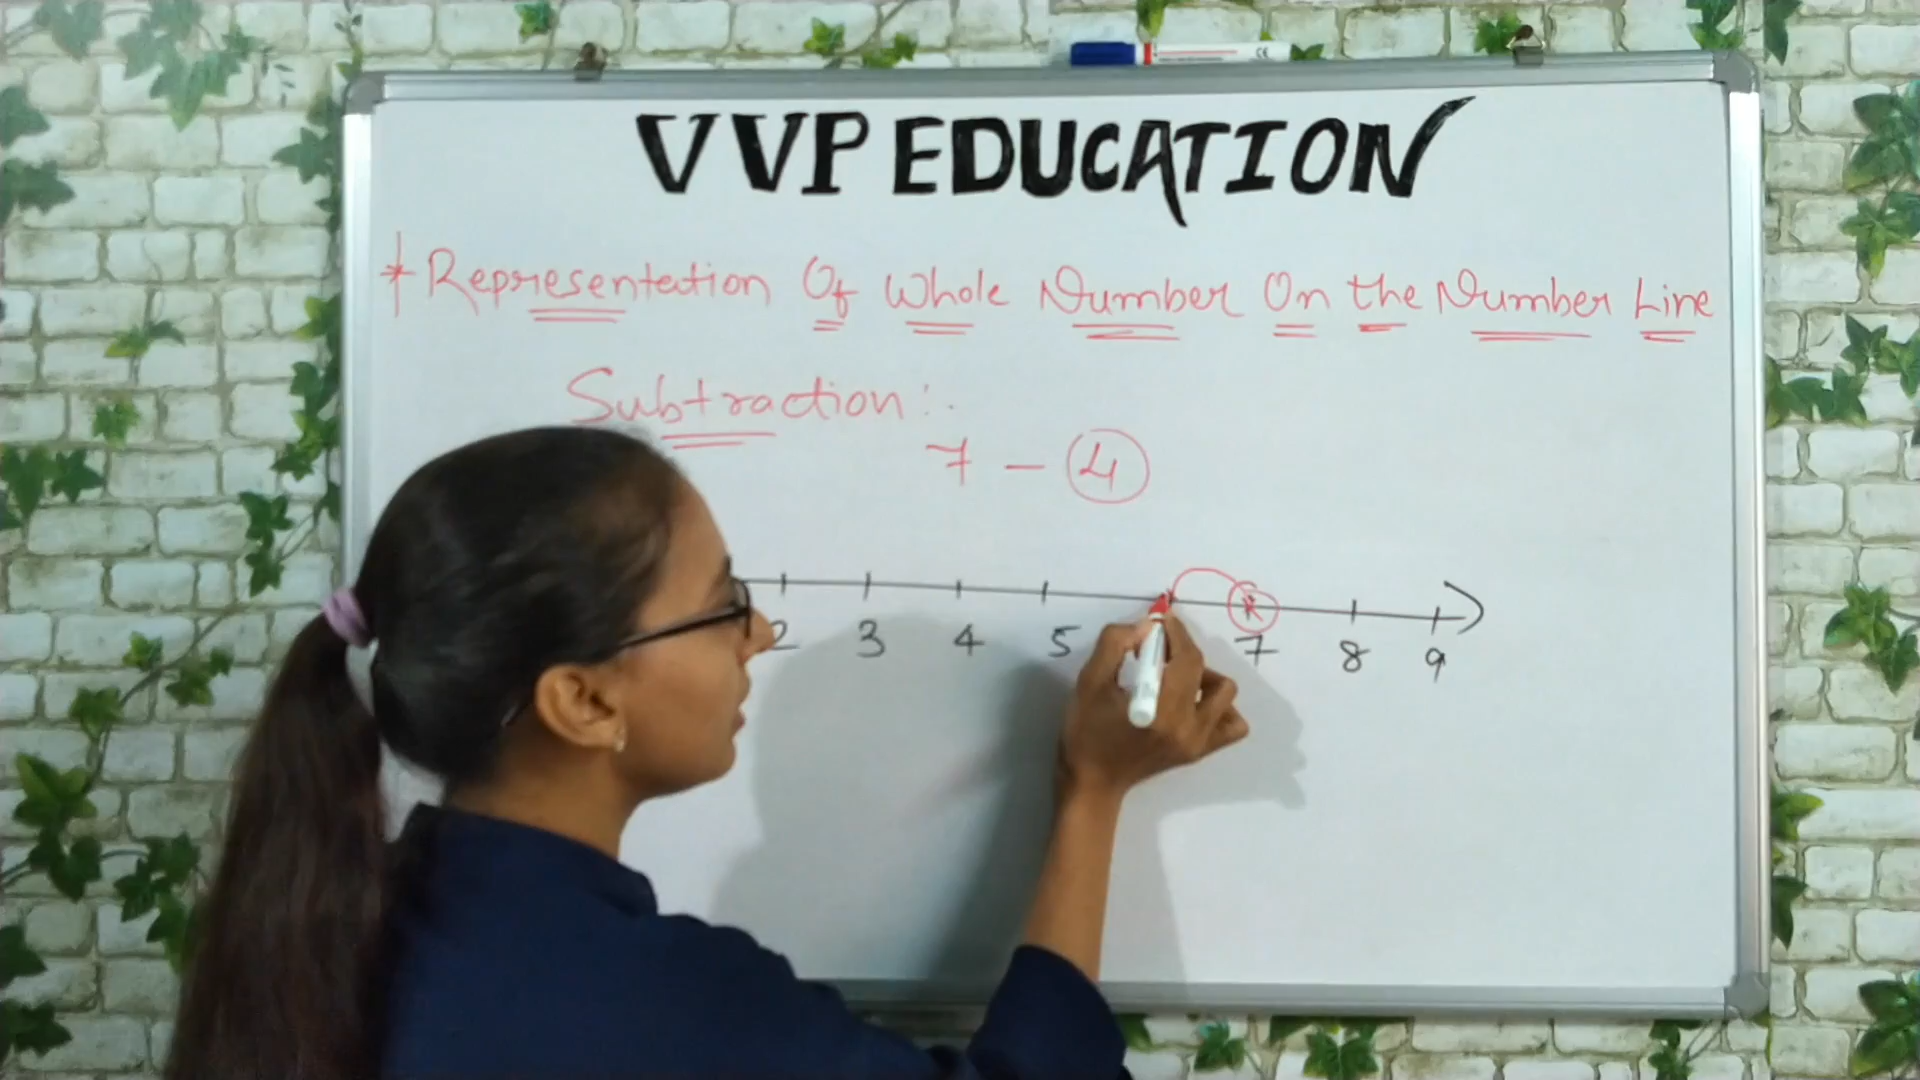 VVP EDUCATION
* Representation Of Whole Number On the Number Line
Subtraction:.
7 - 4
2 3 4 5 7 8 9